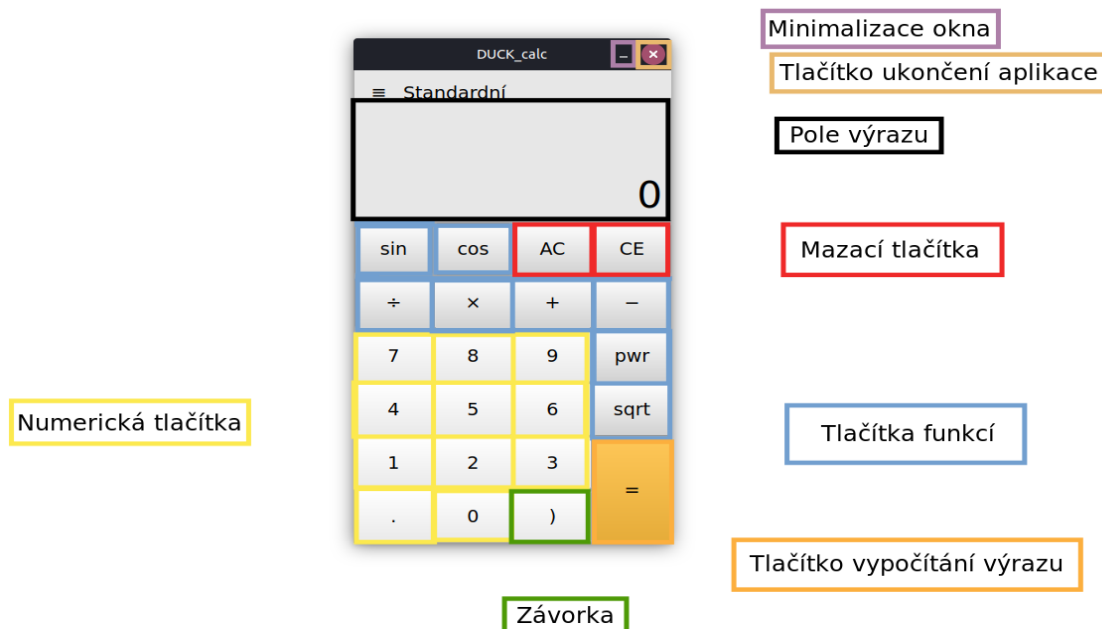 Minimalizace okna
DUCK_calc
Tlačítko ukončení aplikace
≡ Standardní
Pole výrazu
0
sin cos AC CE
Mazací tlačítka
÷ × + −
7 8 9 pwr
4 5 6 sqrt
Numerická tlačítka
Tlačítka funkcí
1 2 3
=
. 0 )
Tlačítko vypočítání výrazu
Závorka